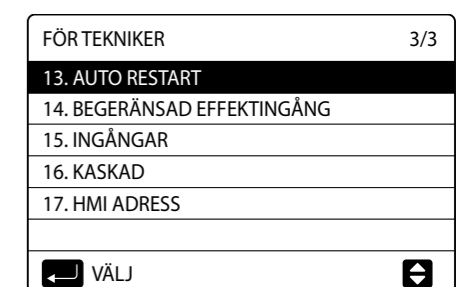 FÖR TEKNIKER 3/3
13. AUTO RESTART
14. BEGERÄNSAD EFFEKTINGÅNG
15. INGÅNGAR
16. KASKAD
17. HMI ADRESS
VÄLJ